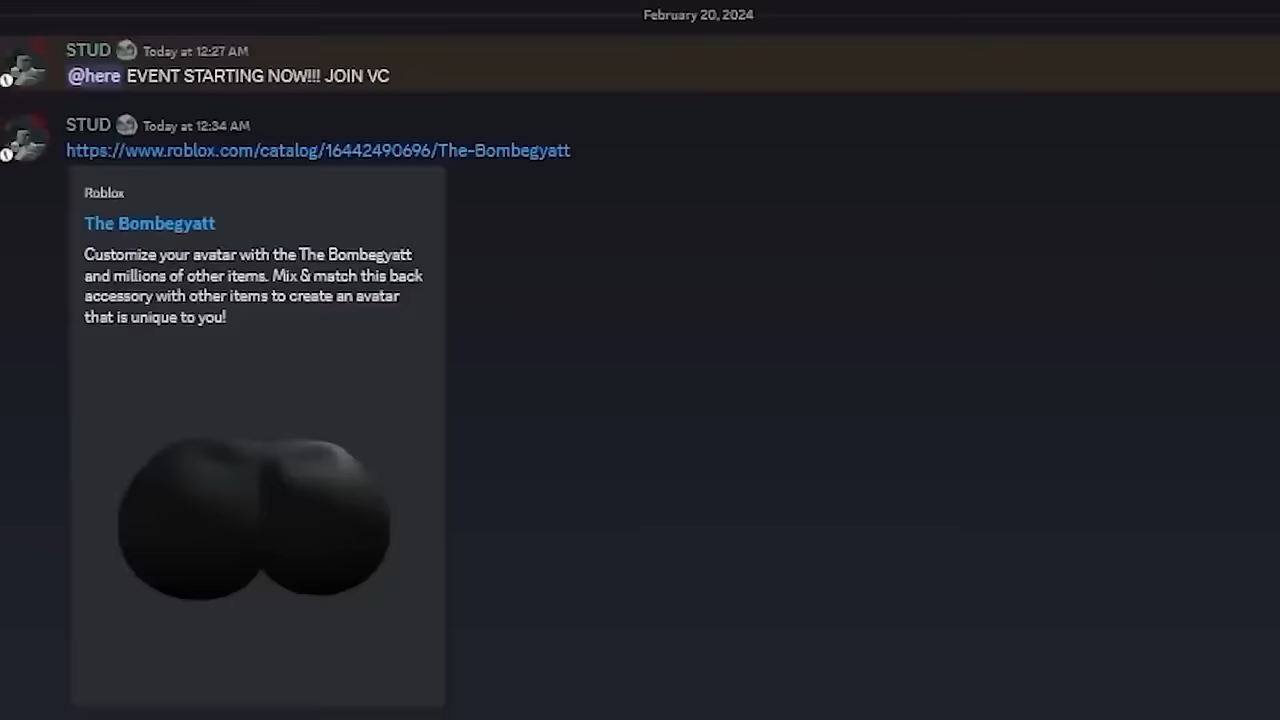 February 20, 2024
STUD Today at 12:27 AM
@here EVENT STARTING NOW!!! JOIN VC
STUD Today at 12:34 AM
https://www.roblox.com/catalog/16442490696/The-Bombegyatt
Roblox
The Bombegyatt
Customize your avatar with the The Bombegyatt
and millions of other items. Mix & match this back
accessory with other items to create an avatar
that is unique to you!